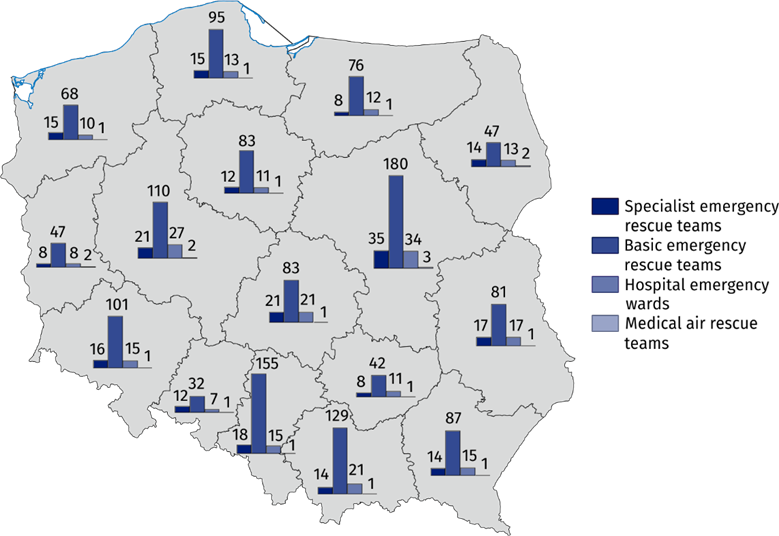 95
15 13 1
76
8 12 1
68
15 10 1
47
14 13 2
83
12 11 1
180
35 34 3
110
21 27 2
47
8 8 2
83
21 21 1
81
17 17 1
101
16 15 1
155
18 15 1
42
8 11 1
32
12 7 1
129
14 21 1
87
14 15 1
Specialist emergency
rescue teams
Basic emergency
rescue teams
Hospital emergency
wards
Medical air rescue
teams